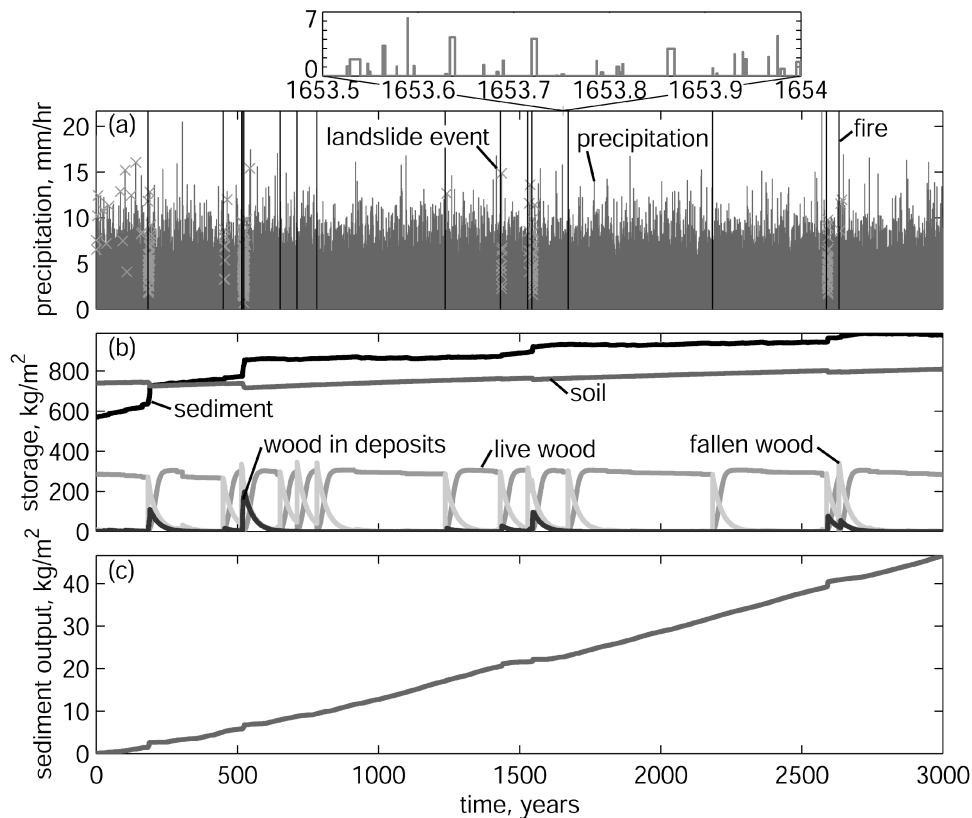 7
0
1653.5 1653.6 1653.7 1653.8 1653.9 1654
(a)
landslide event
precipitation
fire
precipitation, mm/hr
20
15
10
5
0
(b)
storage, kg/m2
800
600
400
200
0
sediment
soil
wood in deposits
live wood
fallen wood
(c)
sediment output, kg/m2
40
30
20
10
0
0 500 1000 1500 2000 2500 3000
time, years